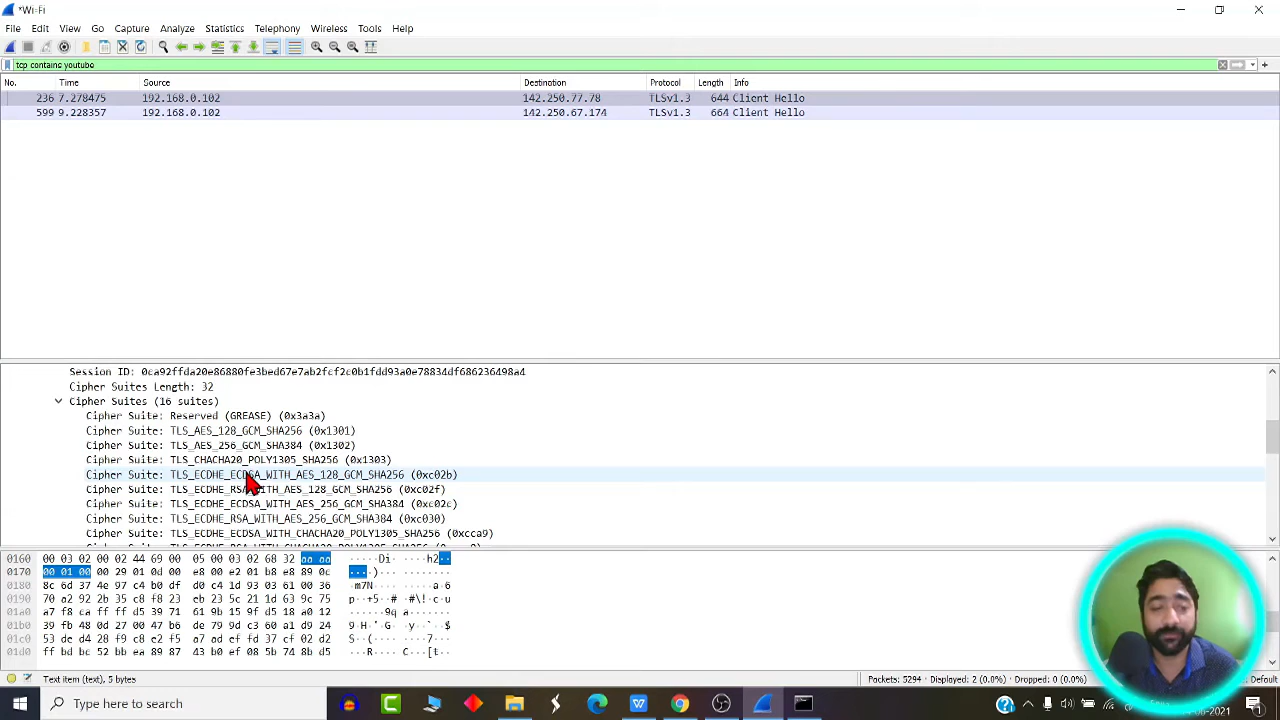 *Wi-Fi
File Edit View Go Capture Analyze Statistics Telephony Wireless Tools Help
tcp contains youtube
No. Time Source Destination Protocol Length Info
236 7.278475 192.168.0.102 142.250.77.78 TLSv1.3 644 Client Hello
599 9.228357 192.168.0.102 142.250.67.174 TLSv1.3 664 Client Hello
Session ID: 0ca92ffda20e86880fe3bed67e7ab2fcf2c0b1fdd93a0e78834df686236498a4
Cipher Suites Length: 32
Cipher Suites (16 suites)
Cipher Suite: Reserved (GREASE) (0x3a3a)
Cipher Suite: TLS_AES_128_GCM_SHA256 (0x1301)
Cipher Suite: TLS_AES_256_GCM_SHA384 (0x1302)
Cipher Suite: TLS_CHACHA20_POLY1305_SHA256 (0x1303)
Cipher Suite: TLS_ECDHE_ECDSA_WITH_AES_128_GCM_SHA256 (0xc02b)
Cipher Suite: TLS_ECDHE_RSA_WITH_AES_128_GCM_SHA256 (0xc02f)
Cipher Suite: TLS_ECDHE_ECDSA_WITH_AES_256_GCM_SHA384 (0xc02c)
Cipher Suite: TLS_ECDHE_RSA_WITH_AES_256_GCM_SHA384 (0xc030)
Cipher Suite: TLS_ECDHE_ECDSA_WITH_CHACHA20_POLY1305_SHA256 (0xcca9)
0160 00 03 02 00 02 44 69 00 05 00 03 02 68 32 aa aa ·····Di· ···h2··
0170 00 01 00 00 29 01 0d 00 e8 00 e2 01 b8 e8 89 0c
0180 8c 6d 37 4e 97 c4 b0 df d0 c4 1d 93 03 61 00 36 ·m7N···· ·····a·6
0190 70 a2 92 2b 35 c8 f8 23 eb 23 5c 21 1d 63 9c 75 p··+5··# ·#\!·c·u
01a0 a7 f8 ca ff ff d5 39 71 61 9b 15 9f d5 18 a0 12
01b0 39 fb 48 0d 27 00 47 b6 de 79 9d c3 60 a1 d9 24 9·H·'·G· ·y··`··$
01c0 53 de d4 28 f9 c8 e2 f5 a7 ad ef fd 37 cf 02 d2 S··(···· ····7···
01d0 ff bd bc 52 bb ea 89 87 43 b0 ef 08 5b 74 8b d5 ···R···· C···[t··
Text item (text), 5 bytes
Packets: 5294 · Displayed: 2 (0.0%) · Dropped: 0 (0.0%)
Default
Type here to search